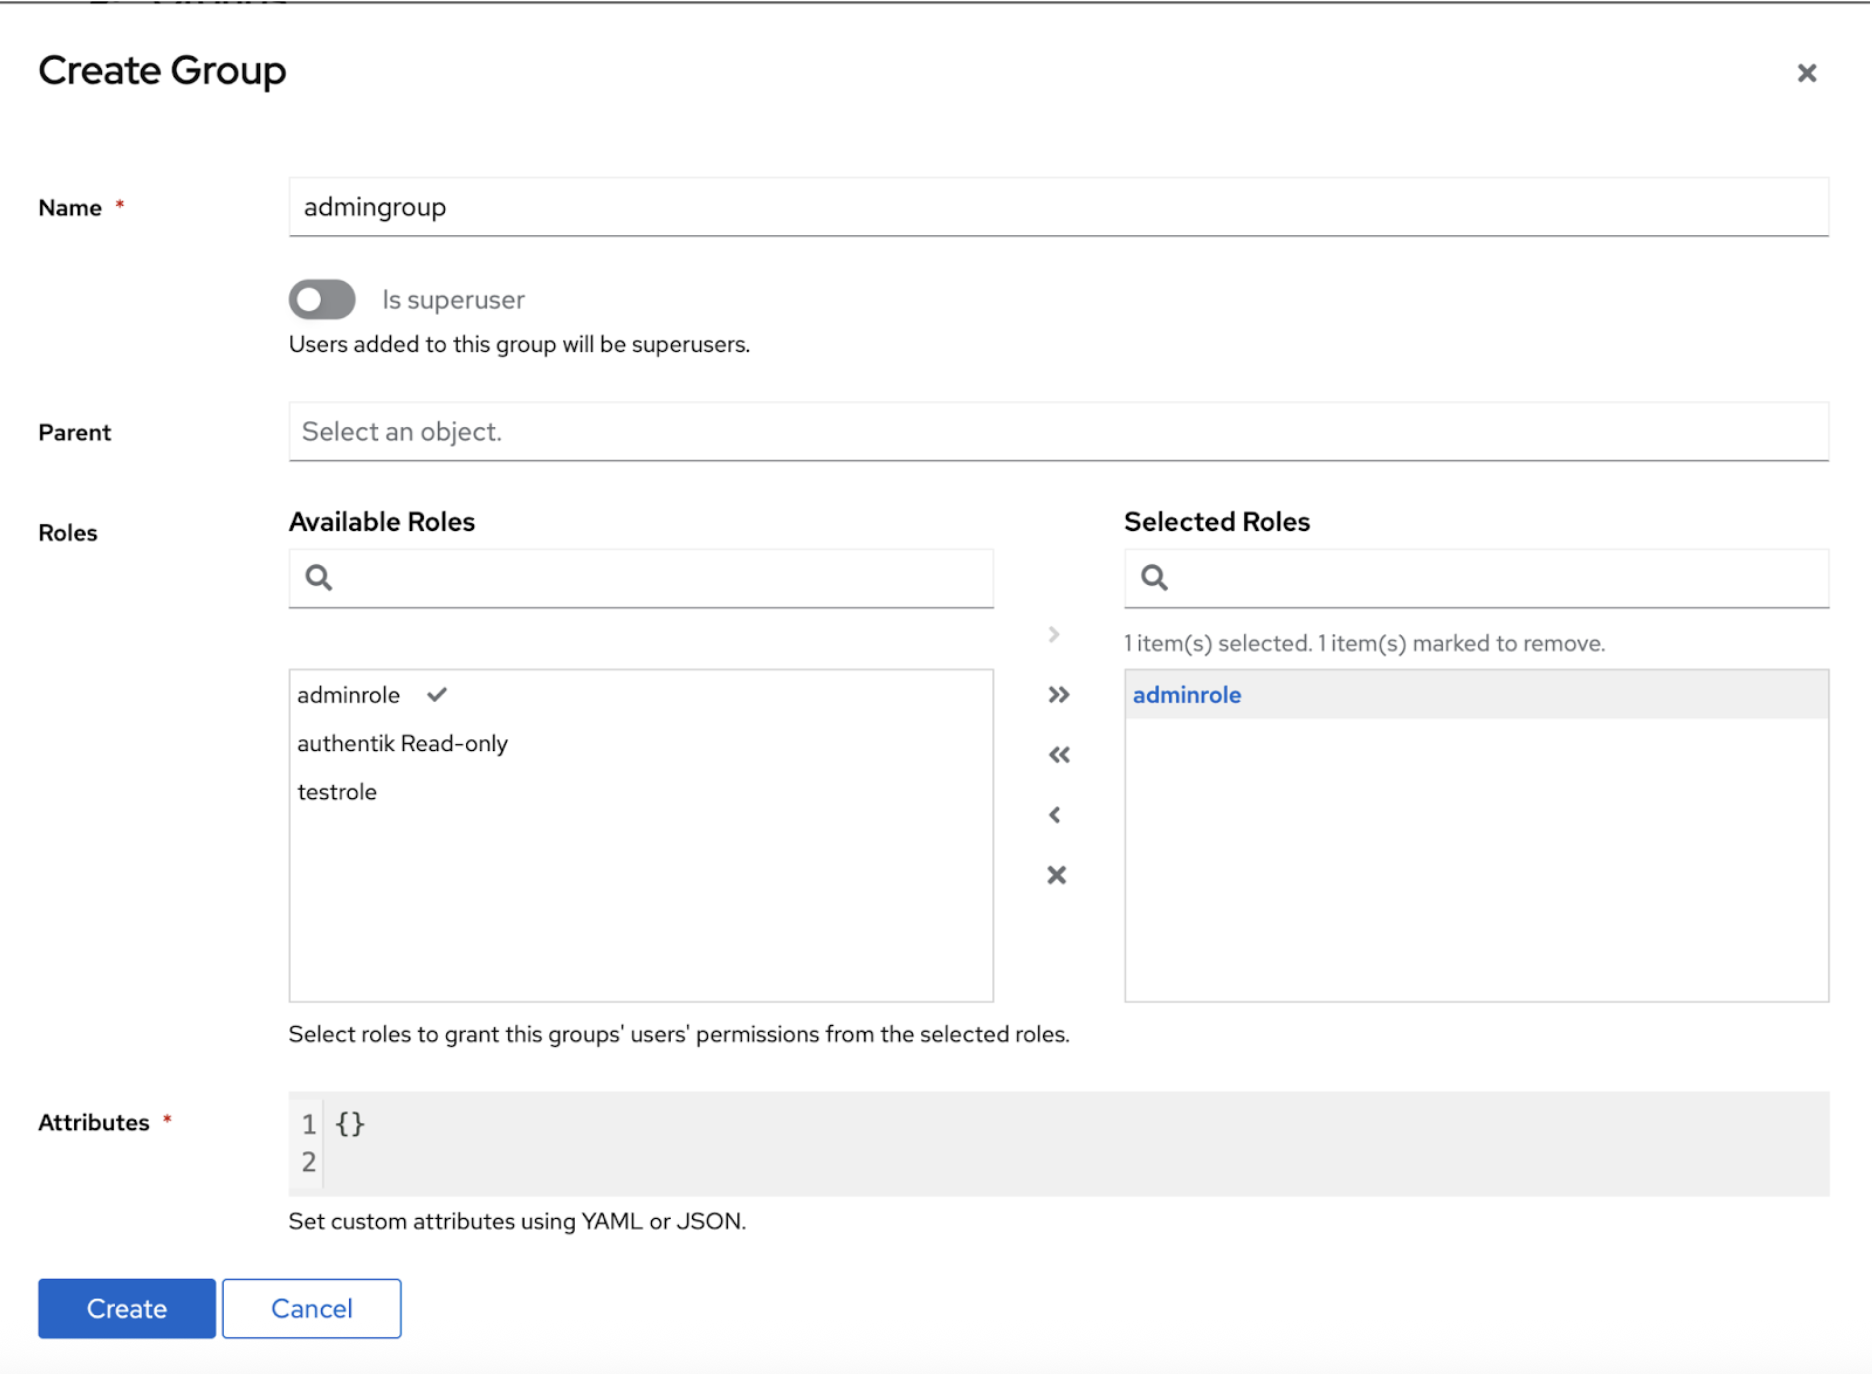 Create Group
Name *
admingroup
Is superuser
Users added to this group will be superusers.
Parent
Select an object.
Roles
Available Roles
Selected Roles
1 item(s) selected. 1 item(s) marked to remove.
adminrole
authentik Read-only
testrole
adminrole
Select roles to grant this groups' users' permissions from the selected roles.
Attributes *
1 {}
2
Set custom attributes using YAML or JSON.
Create
Cancel